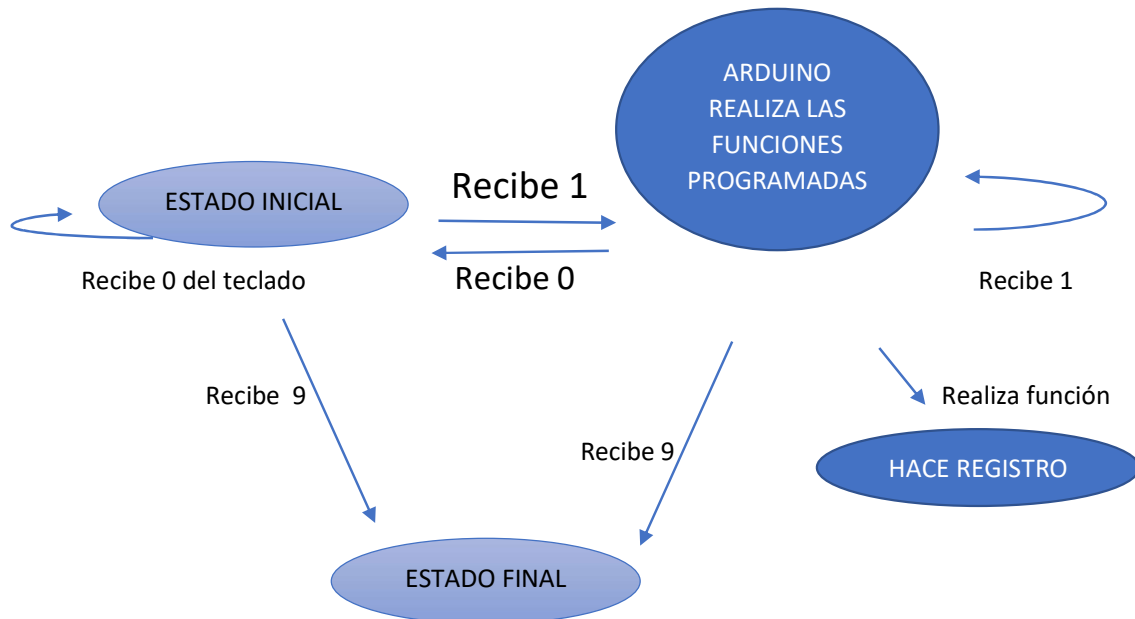 ARDUINO
REALIZA LAS
FUNCIONES
PROGRAMADAS
ESTADO INICIAL
Recibe 1
Recibe 0 del teclado
Recibe 0
Recibe 1
Recibe 9
Realiza función
Recibe 9
HACE REGISTRO
ESTADO FINAL